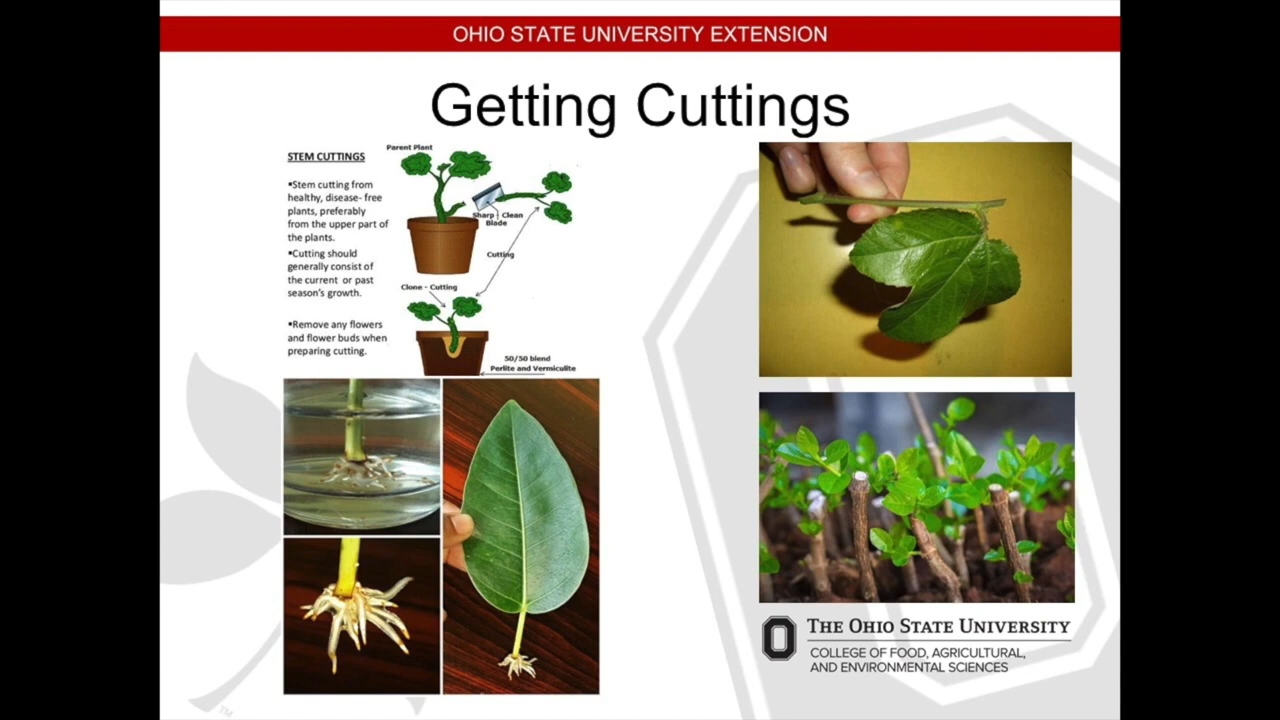 OHIO STATE UNIVERSITY EXTENSION
Getting Cuttings
STEM CUTTINGS
▪Stem cutting from
healthy, disease- free
plants, preferably
from the upper part of
the plants.
▪Cutting should
generally consist of
the current or past
season's growth.
▪Remove any flowers
and flower buds when
preparing cutting.
Parent Plant
Sharp - Clean
Blade
Cutting
Clone - Cutting
50/50 blend
Perlite and Vermiculite
THE OHIO STATE UNIVERSITY
COLLEGE OF FOOD, AGRICULTURAL,
AND ENVIRONMENTAL SCIENCES
TM